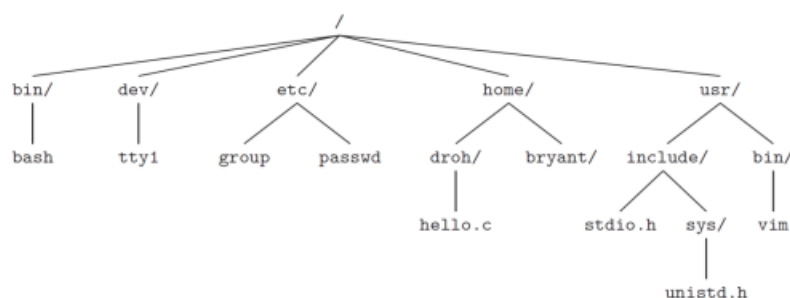 /
bin/ dev/ etc/ home/ usr/
bash tty1 group passwd droh/ bryant/ include/ bin/
hello.c stdio.h sys/ vim
unistd.h